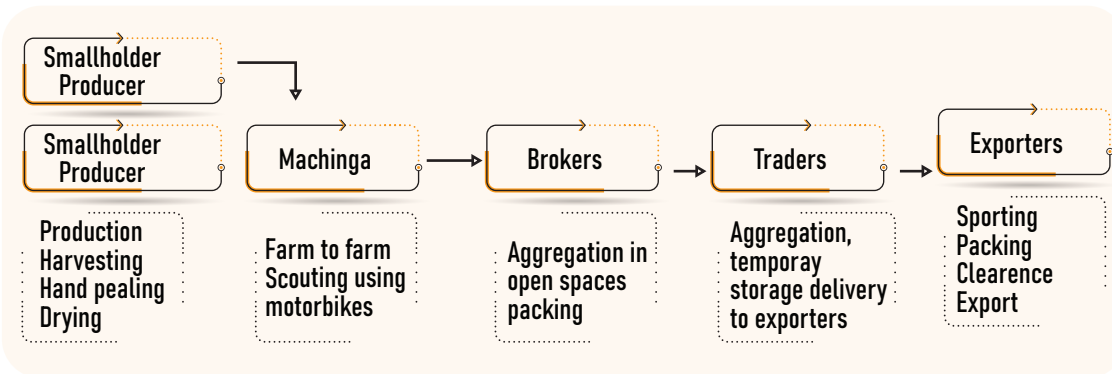 Smallholder
Producer
Smallholder
Producer
Machinga
Brokers
Traders
Exporters
Production
Harvesting
Hand pealing
Drying
Farm to farm
Scouting using
motorbikes
Aggregation in
open spaces
packing
Aggregation,
temporay
storage delivery
to exporters
Sporting
Packing
Clearence
Export